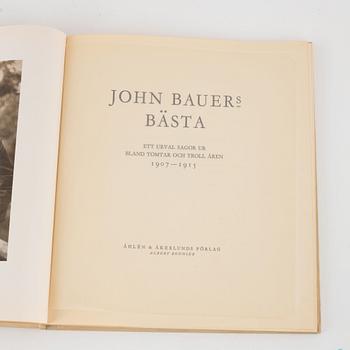 JOHN BAUERS
BÄSTA
ETT URVAL SAGOR UR
BLAND TOMTAR OCH TROLL ÅREN
1907—1915
ÅHLÉN & ÅKERLUNDS FÖRLAG
ALBERT BONNIER